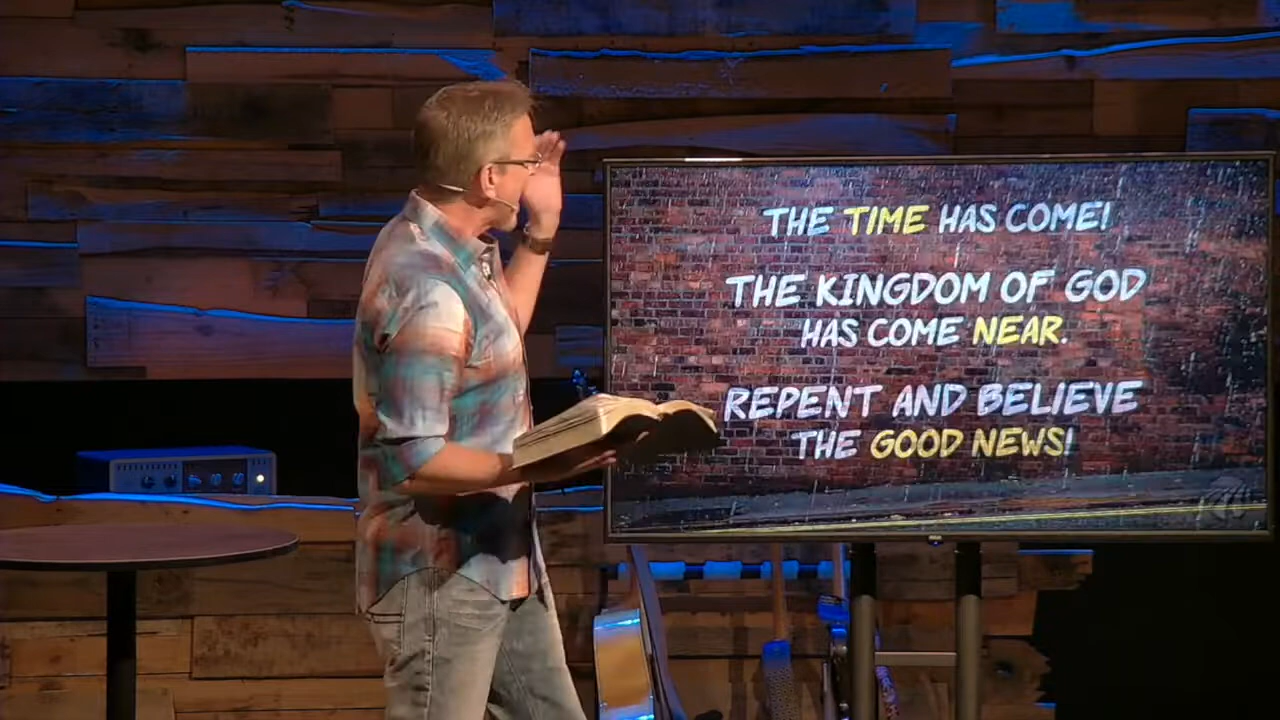 THE TIME HAS COME!
THE KINGDOM OF GOD
HAS COME NEAR.
REPENT AND BELIEVE
THE GOOD NEWS!